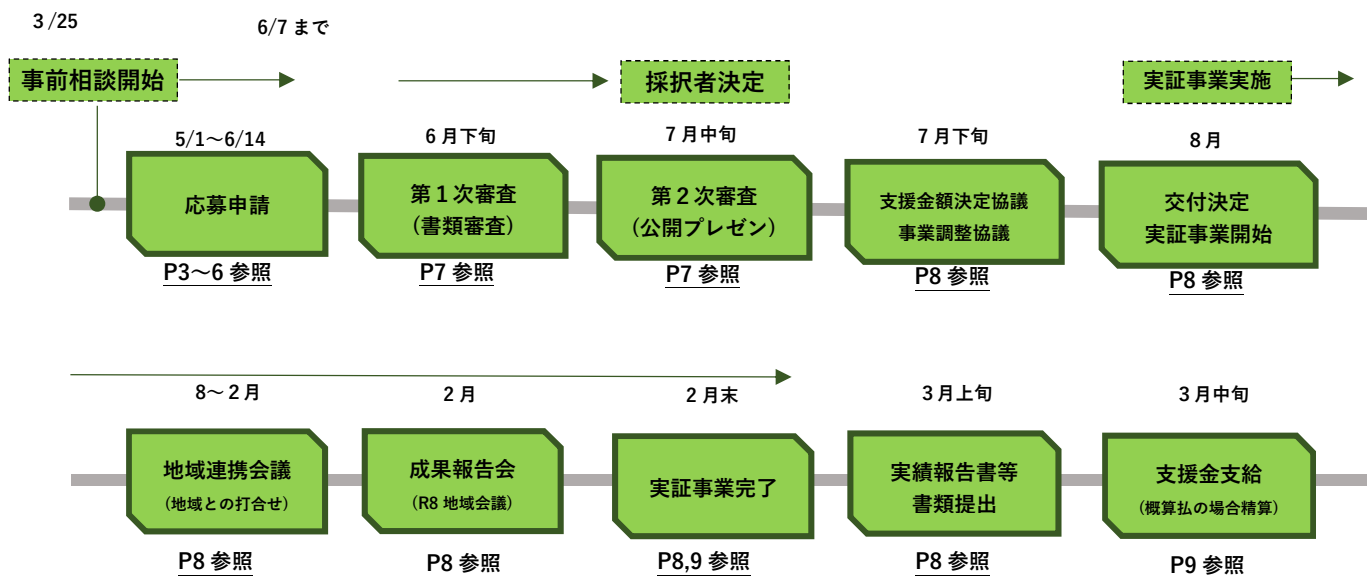 3 /25
6/7 まで
事前相談開始
採択者決定
実証事業実施
5/1～6/14
6月下旬
7月中旬
7月下旬
8月
応募申請
第1次審査
(書類審査)
第2次審査
(公開プレゼン)
支援金額決定協議
事業調整協議
交付決定
実証事業開始
P3～6 参照
P7 参照
P7 参照
P8 参照
P8 参照
8～2月
2月
2月末
3月上旬
3月中旬
地域連携会議
(地域との打合せ)
成果報告会
(R8 地域会議)
実証事業完了
実績報告書等
書類提出
支援金支給
(概算払の場合精算)
P8 参照
P8 参照
P8,9 参照
P8 参照
P9 参照